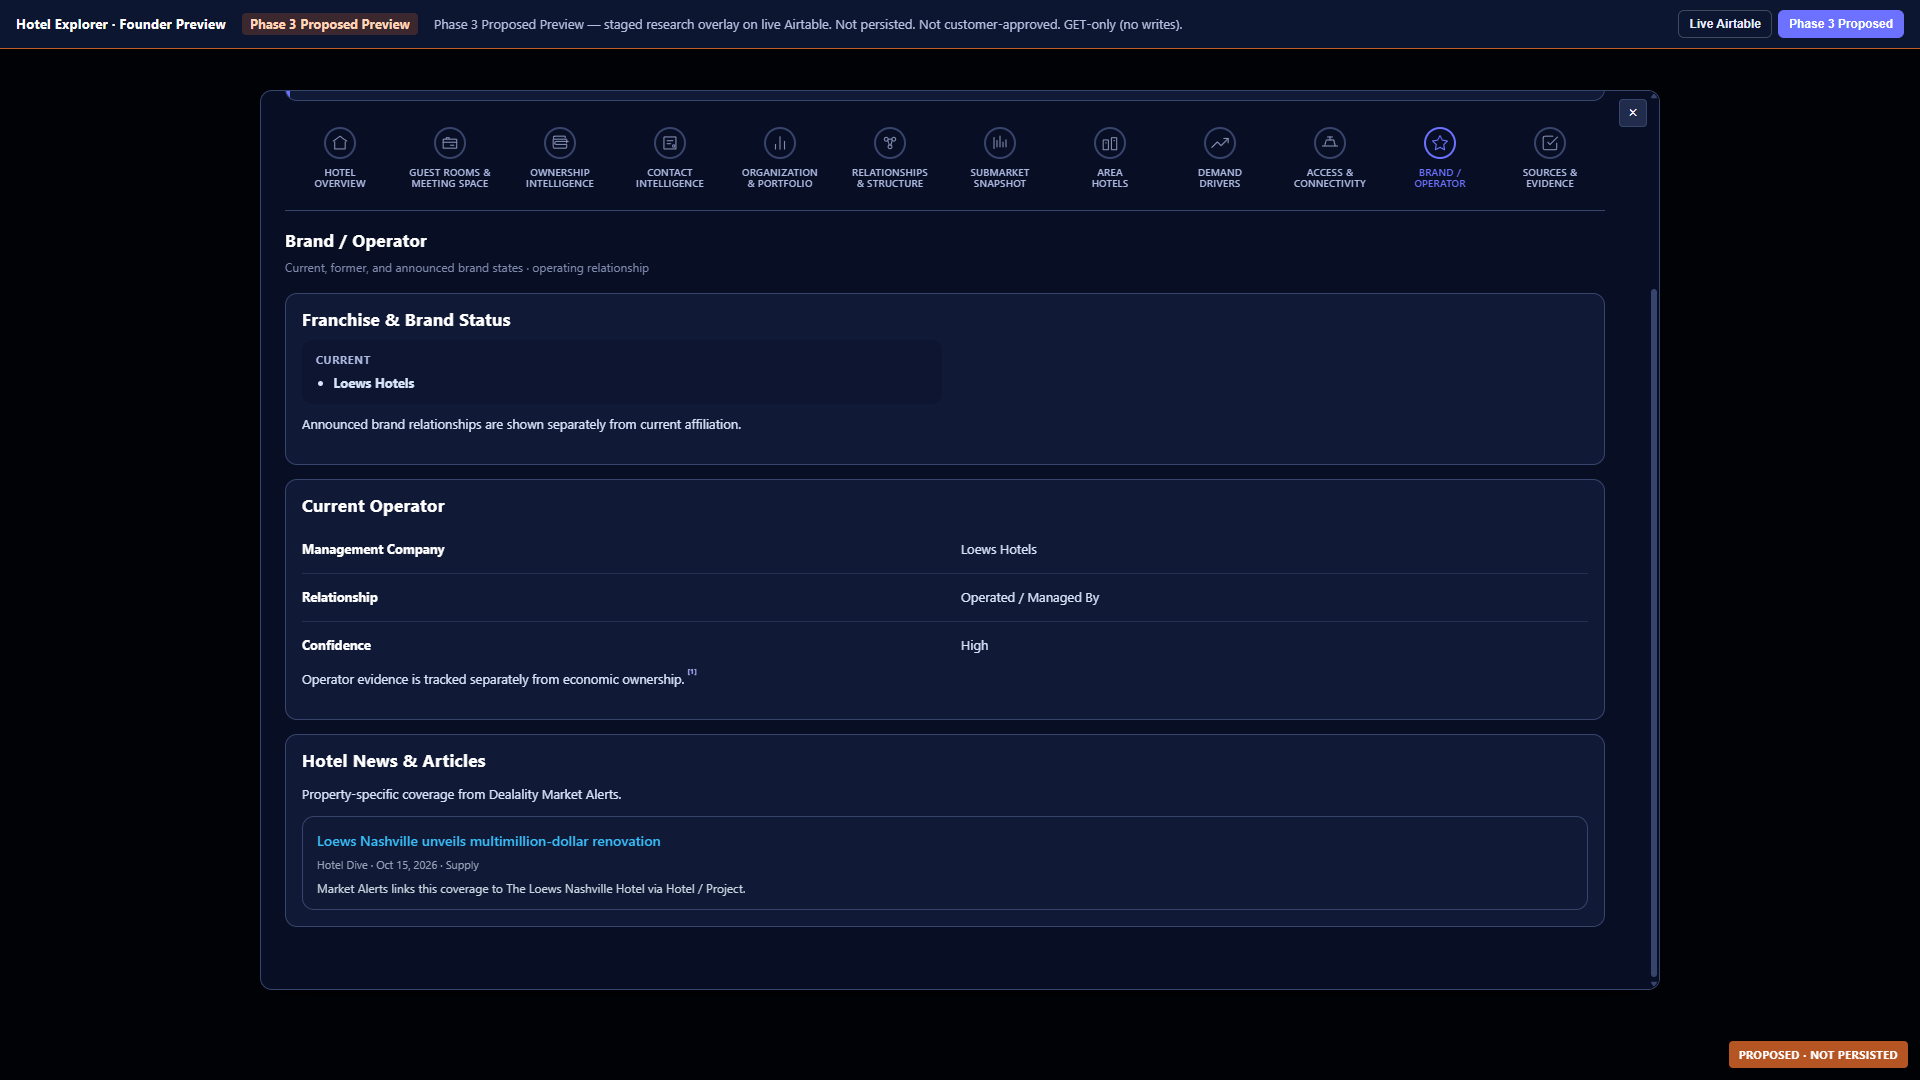 Hotel Explorer · Founder Preview
Phase 3 Proposed Preview
Phase 3 Proposed Preview — staged research overlay on live Airtable. Not persisted. Not customer-approved. GET-only (no writes).
Live Airtable
Phase 3 Proposed
×
HOTEL
OVERVIEW
GUEST ROOMS &
MEETING SPACE
OWNERSHIP
INTELLIGENCE
CONTACT
INTELLIGENCE
ORGANIZATION
& PORTFOLIO
RELATIONSHIPS
& STRUCTURE
SUBMARKET
SNAPSHOT
AREA
HOTELS
DEMAND
DRIVERS
ACCESS &
CONNECTIVITY
BRAND /
OPERATOR
SOURCES &
EVIDENCE
Brand / Operator
Current, former, and announced brand states · operating relationship
Franchise & Brand Status
CURRENT
• Loews Hotels
Announced brand relationships are shown separately from current affiliation.
Current Operator
Management Company
Loews Hotels
Relationship
Operated / Managed By
Confidence
High
Operator evidence is tracked separately from economic ownership. [1]
Hotel News & Articles
Property-specific coverage from Dealality Market Alerts.
Loews Nashville unveils multimillion-dollar renovation
Hotel Dive · Oct 15, 2026 · Supply
Market Alerts links this coverage to The Loews Nashville Hotel via Hotel / Project.
PROPOSED · NOT PERSISTED